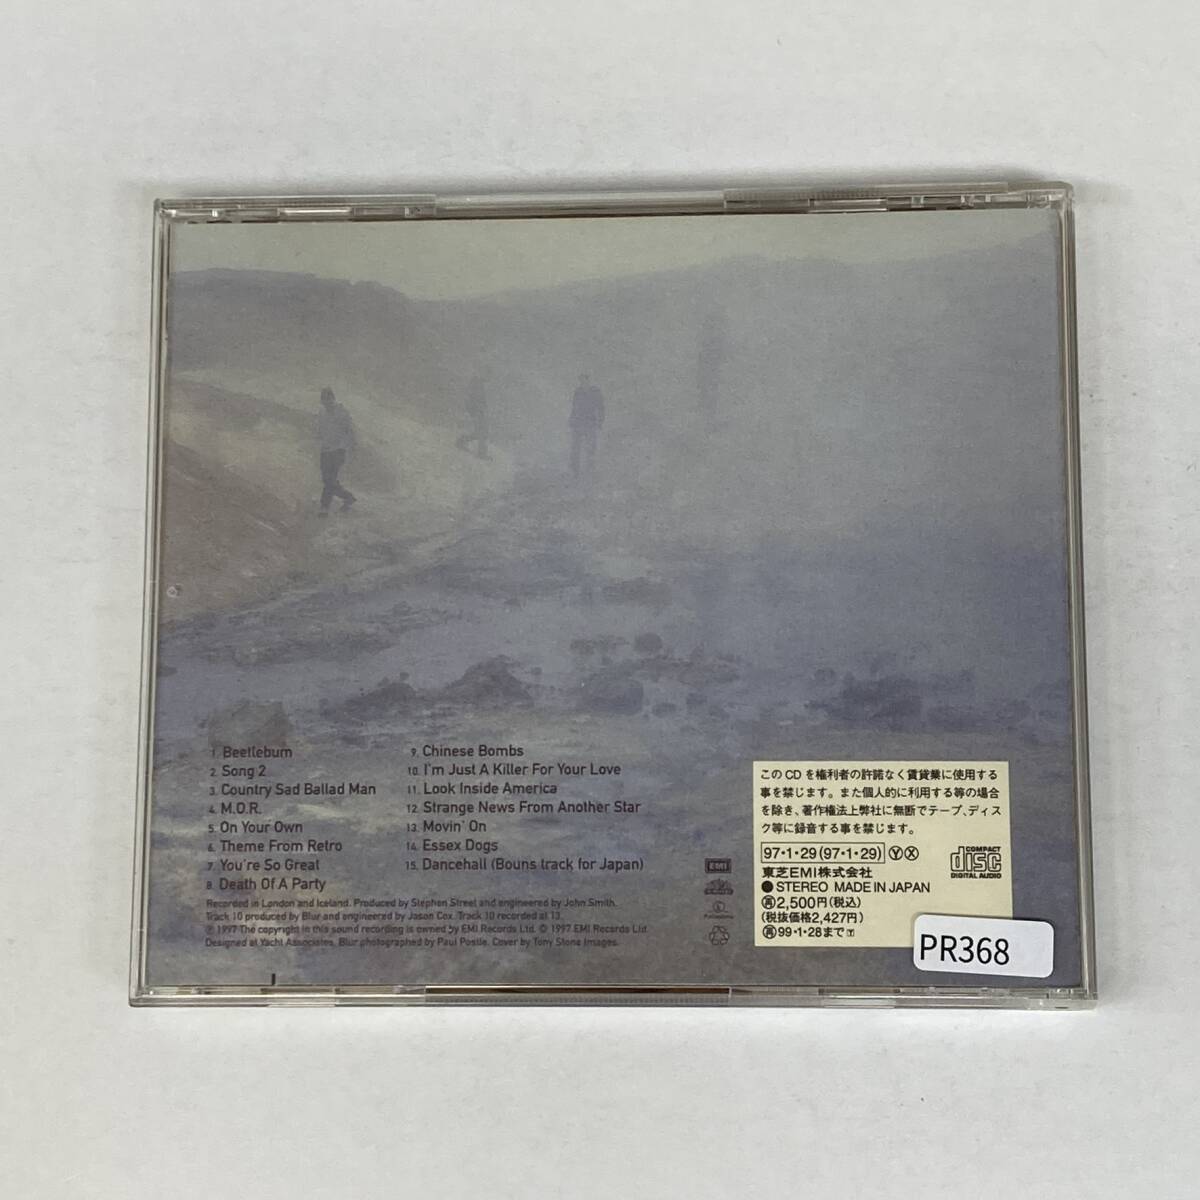 1. Beetlebum
2. Song 2
3. Country Sad Ballad Man
4. M.O.R.
5. On Your Own
6. Theme From Retro
7. You're So Great
8. Death Of A Party
9. Chinese Bombs
10. I'm Just A Killer For Your Love
11. Look Inside America
12. Strange News From Another Star
13. Movin' On
14. Essex Dogs
15. Dancehall (Bouns track for Japan)
Recorded in London and Iceland. Produced by Stephen Street and engineered by John Smith.
Track 10 produced by Blur and engineered by Jason Cox. Track 10 recorded at 13.
℗ 1997 The copyright in this sound recording is owned by EMI Records Ltd. © 1997 EMI Records Ltd.
Designed at Yacht Associates. Blur photographed by Paul Postle. Cover by Tony Stone Images.
EMI
Parlophone
このCDを権利者の許諾なく賃貸業に使用する
事を禁じます。また個人的に利用する等の場合
を除き、著作権法上弊社に無断でテープ、ディス
ク等に録音する事を禁じます。
97・1・29(97・1・29) Ⓨ Ⓧ
東芝EMI株式会社
●STEREO MADE IN JAPAN
㊢2,500円(税込)
(税抜価格2,427円)
㊢99・1・28まで
COMPACT
disc
DIGITAL AUDIO
PR368